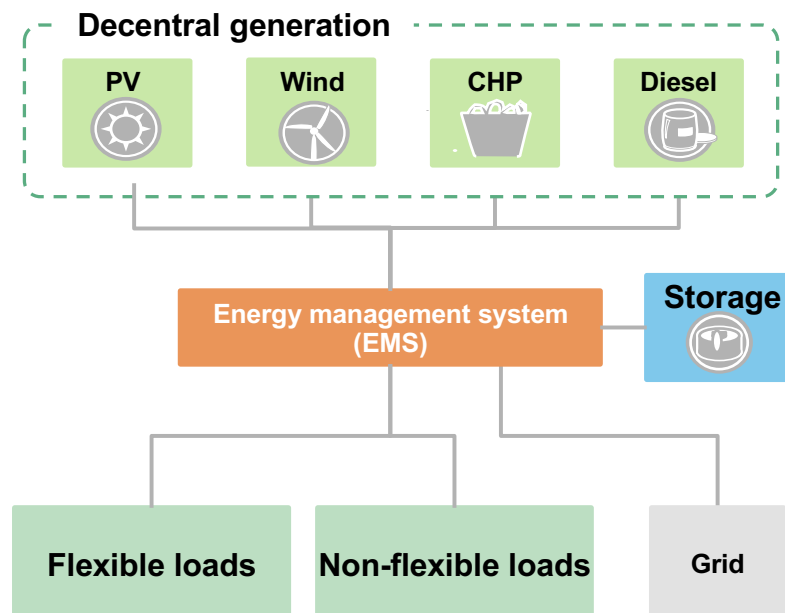 Decentral generation
PV
Wind
CHP
Diesel
Energy management system
(EMS)
Storage
Flexible loads
Non-flexible loads
Grid